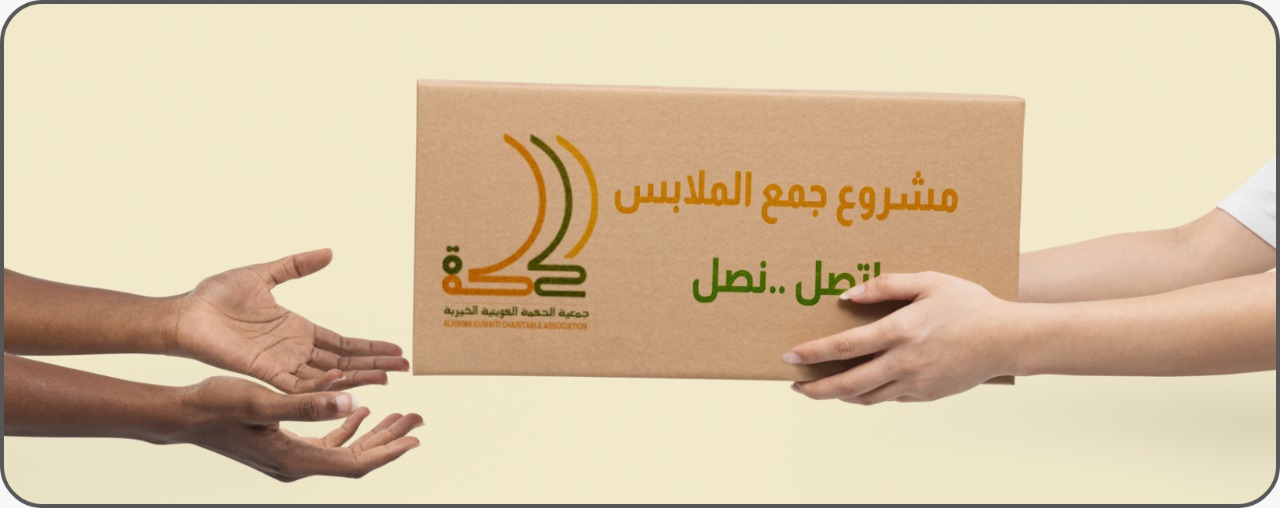 مشروع جمع الملابس
اتصل ..نصل
جمعية الحكمة الكويتية الخيرية
ALHIKMA KUWAITI CHARITABLE ASSOCIATION